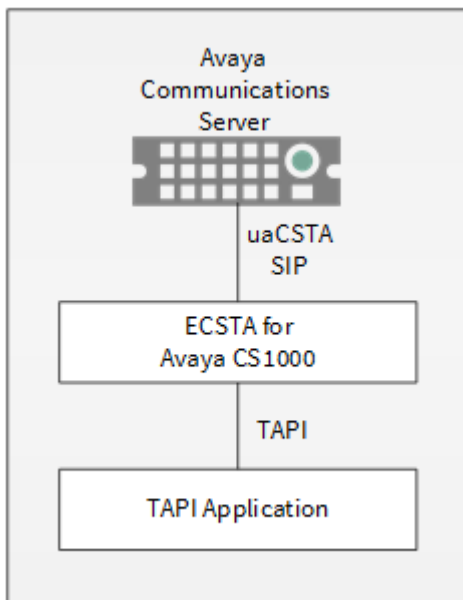 Avaya
Communications
Server
uaCSTA
SIP
ECSTA for
Avaya CS1000
TAPI
TAPI Application